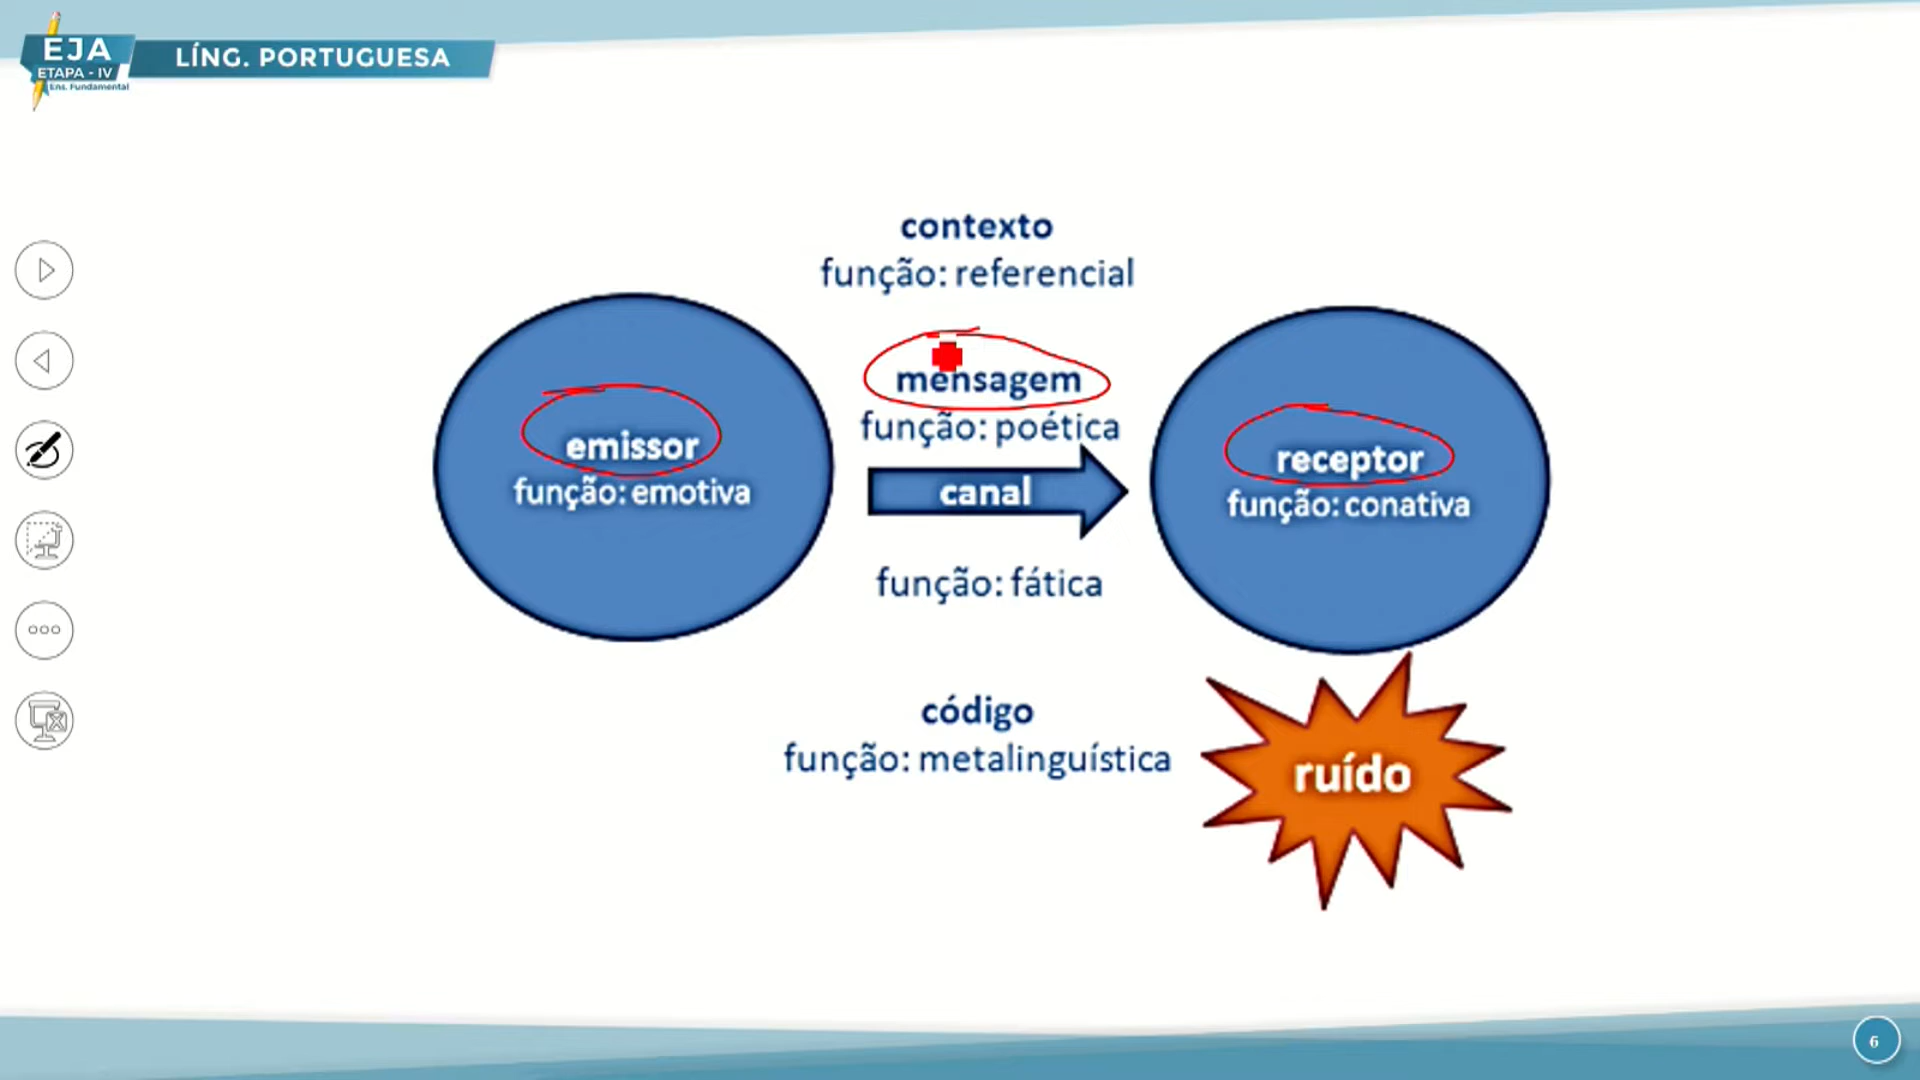 EJA
ETAPA - IV
Ens. Fundamental
LÍNG. PORTUGUESA
contexto
função: referencial
mensagem
função: poética
emissor
função: emotiva
canal
receptor
função: conativa
função: fática
código
função: metalinguística
ruído
6